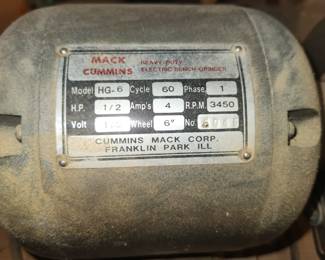 MACK HEAVY-DUTY
CUMMINS ELECTRIC BENCH GRINDER
Model HG-6 Cycle 60 Phase 1
H.P. 1/2 Amp's 4 R.P.M. 3450
Volt Wheel 6" No:
CUMMINS MACK CORP.
FRANKLIN PARK ILL